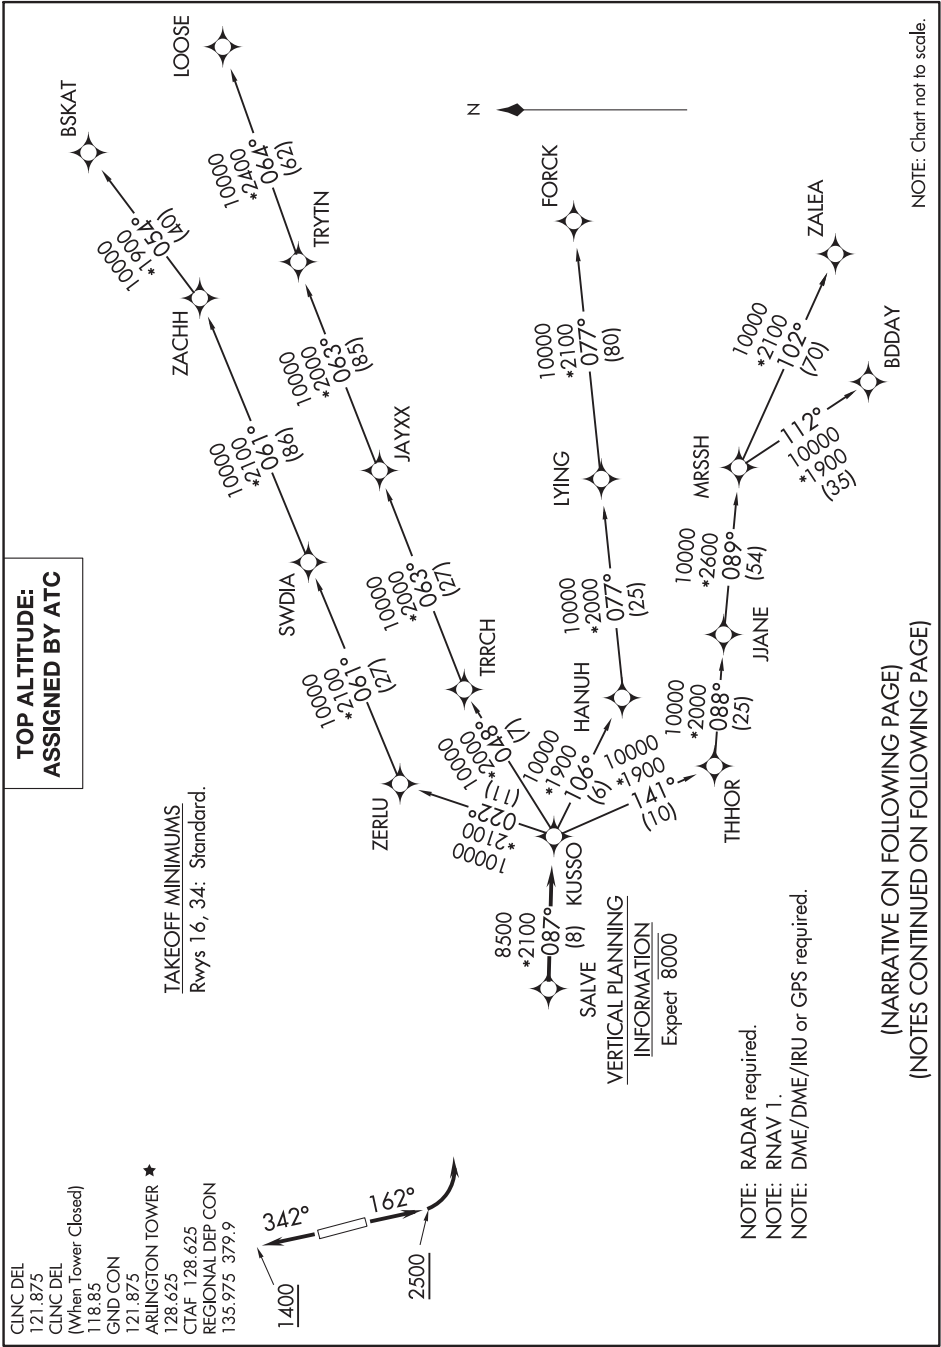 CLNC DEL
121.875
CLNC DEL
(When Tower Closed)
118.85
GND CON
121.875
ARLINGTON TOWER ★
128.625
CTAF 128.625
REGIONAL DEP CON
135.975 379.9
TOP ALTITUDE:
ASSIGNED BY ATC
TAKEOFF MINIMUMS
Rwys 16, 34: Standard.
342°
162°
1400
2500
BSKAT
10000
*1900
054°
(40)
ZACHH
10000
*2100
061°
(86)
SWDIA
10000
*2100
061°
(27)
ZERLU
10000
*2100
022°
(11)
LOOSE
10000
*2400
064°
(62)
TRYTN
10000
*2000
063°
(85)
JAYXX
10000
*2000
063°
(27)
TRRCH
10000
*2000
048°
(7)
N
FORCK
10000
*2100
077°
(80)
LYING
10000
*2000
077°
(25)
HANUH
10000
*1900
106°
(6)
10000
*1900
141°
(10)
THHOR
10000
*2000
088°
(25)
JJANE
10000
*2600
089°
(54)
MRSSH
10000
*2100
102°
(70)
ZALEA
112°
10000
*1900
(35)
BDDAY
8500
*2100
087°
(8)
SALVE
KUSSO
VERTICAL PLANNING
INFORMATION
Expect 8000
NOTE: RADAR required.
NOTE: RNAV 1.
NOTE: DME/DME/IRU or GPS required.
NOTE: Chart not to scale.
(NARRATIVE ON FOLLOWING PAGE)
(NOTES CONTINUED ON FOLLOWING PAGE)